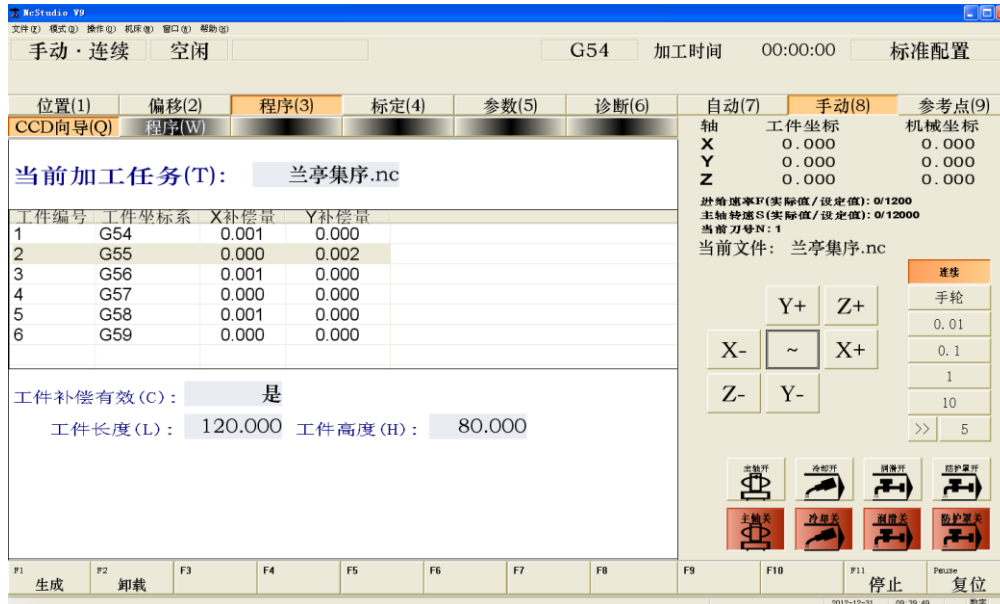 NcStudio V9
文件(F) 模式(D) 操作(O) 机床(M) 窗口(W) 帮助(H)
手动·连续 空闲 G54 加工时间 00:00:00 标准配置
位置(1) 偏移(2) 程序(3) 标定(4) 参数(5) 诊断(6) 自动(7) 手动(8) 参考点(9)
CCD向导(Q) 程序(W)
轴 工件坐标 机械坐标
X 0.000 0.000
Y 0.000 0.000
Z 0.000 0.000
进给速率F(实际值/设定值): 0/1200
主轴转速S(实际值/设定值): 0/12000
当前刀号N: 1
当前文件: 兰亭集序.nc
当前加工任务(T): 兰亭集序.nc
工件编号 工件坐标系 X补偿量 Y补偿量
1 G54 0.001 0.000
2 G55 0.000 0.002
3 G56 0.001 0.000
4 G57 0.000 0.000
5 G58 0.001 0.000
6 G59 0.000 0.000
工件补偿有效(C): 是
工件长度(L): 120.000 工件高度(H): 80.000
连续
手轮
0.01
0.1
1
10
>> 5
Y+ Z+
X- ~ X+
Z- Y-
主轴开 冷却开 润滑开 防护罩开
主轴关 冷却关 润滑关 防护罩关
F1 生成 F2 卸载 F3 F4 F5 F6 F7 F8 F9 F10 F11 停止 Pause 复位
2012-12-31 09:39:49 数字